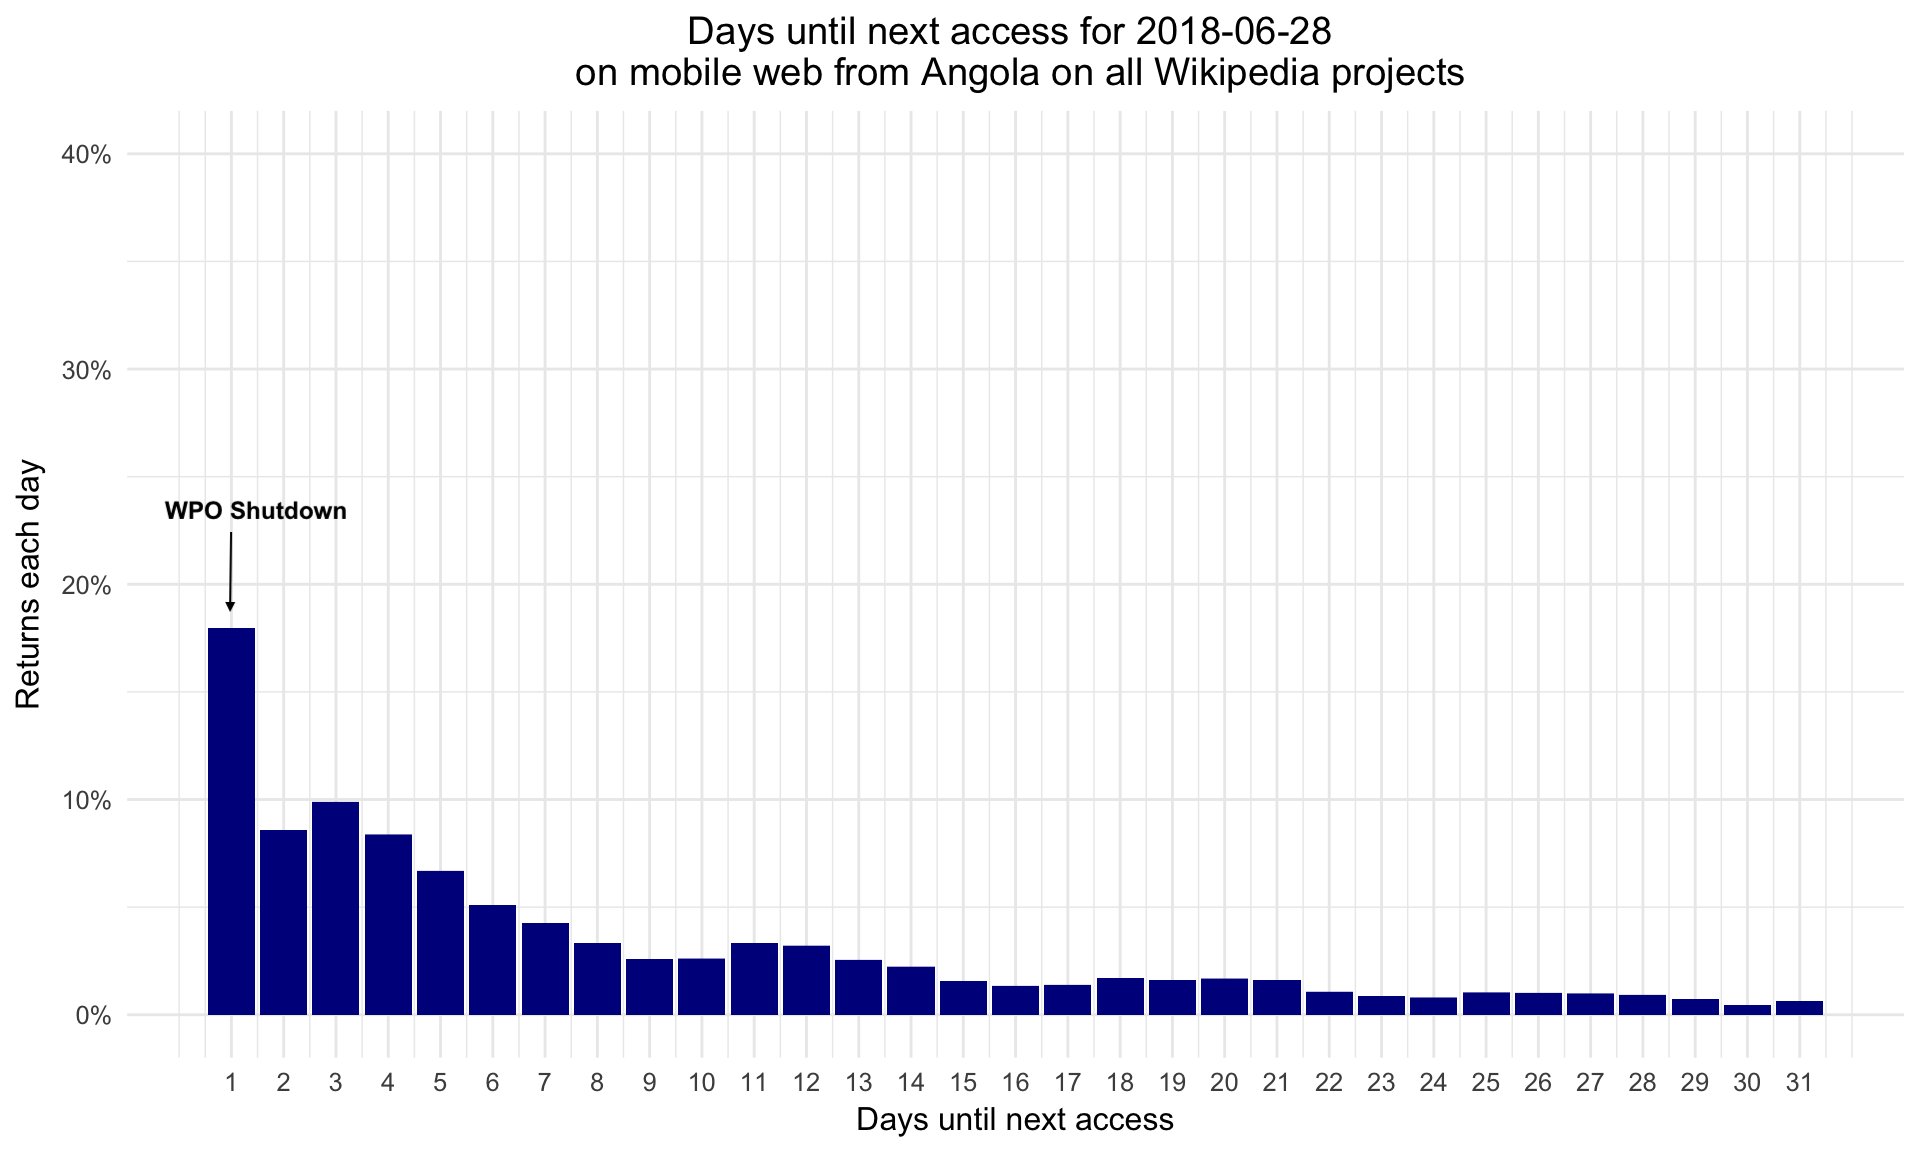 Days until next access for 2018-06-28
on mobile web from Angola on all Wikipedia projects
40%
30%
20%
10%
0%
Returns each day
WPO Shutdown
1 2 3 4 5 6 7 8 9 10 11 12 13 14 15 16 17 18 19 20 21 22 23 24 25 26 27 28 29 30 31
Days until next access